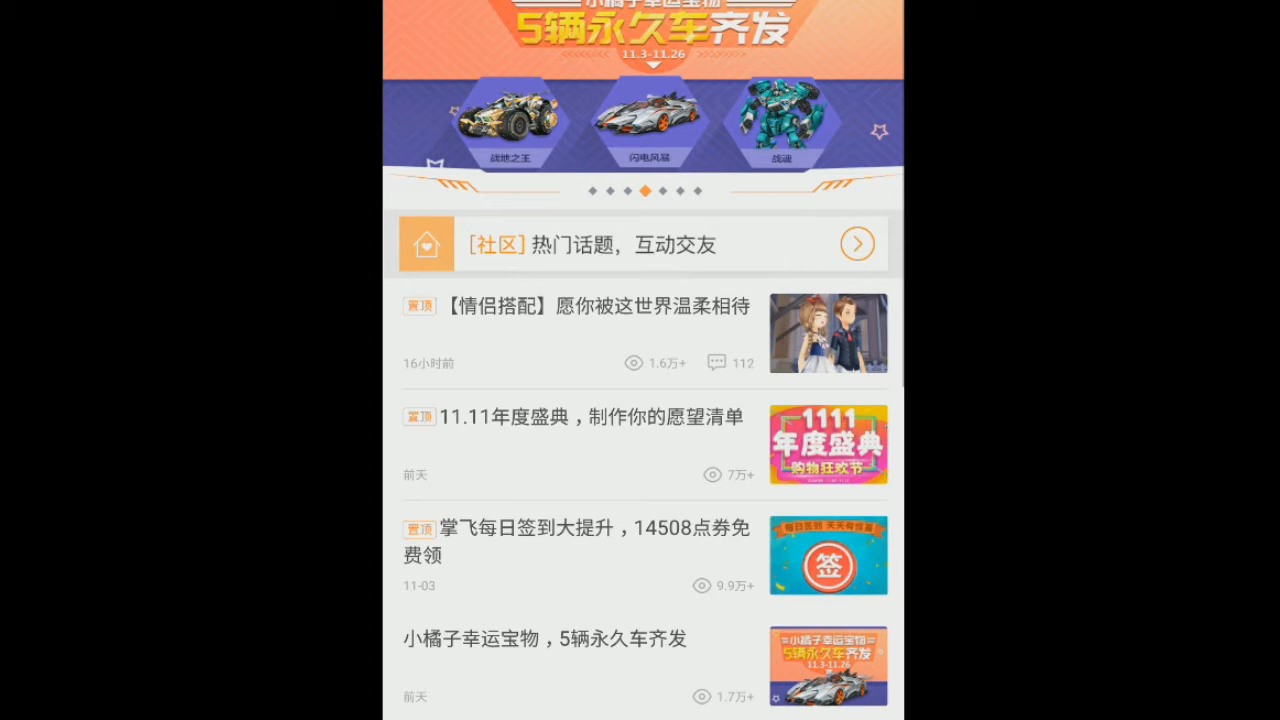 小橘子幸运宝物
5辆永久车齐发
11.3-11.26
战地之王
闪电风暴
战魂
[社区] 热门话题，互动交友
置顶 【情侣搭配】愿你被这世界温柔相待
16小时前 1.6万+ 112
置顶 11.11年度盛典，制作你的愿望清单
前天 7万+
1111
年度盛典
购物狂欢节
置顶 掌飞每日签到大提升，14508点券免
费领
11-03 9.9万+
每日签到 天天有惊喜
签
小橘子幸运宝物，5辆永久车齐发
前天 1.7万+
小橘子幸运宝物
5辆永久车齐发
11.3-11.26